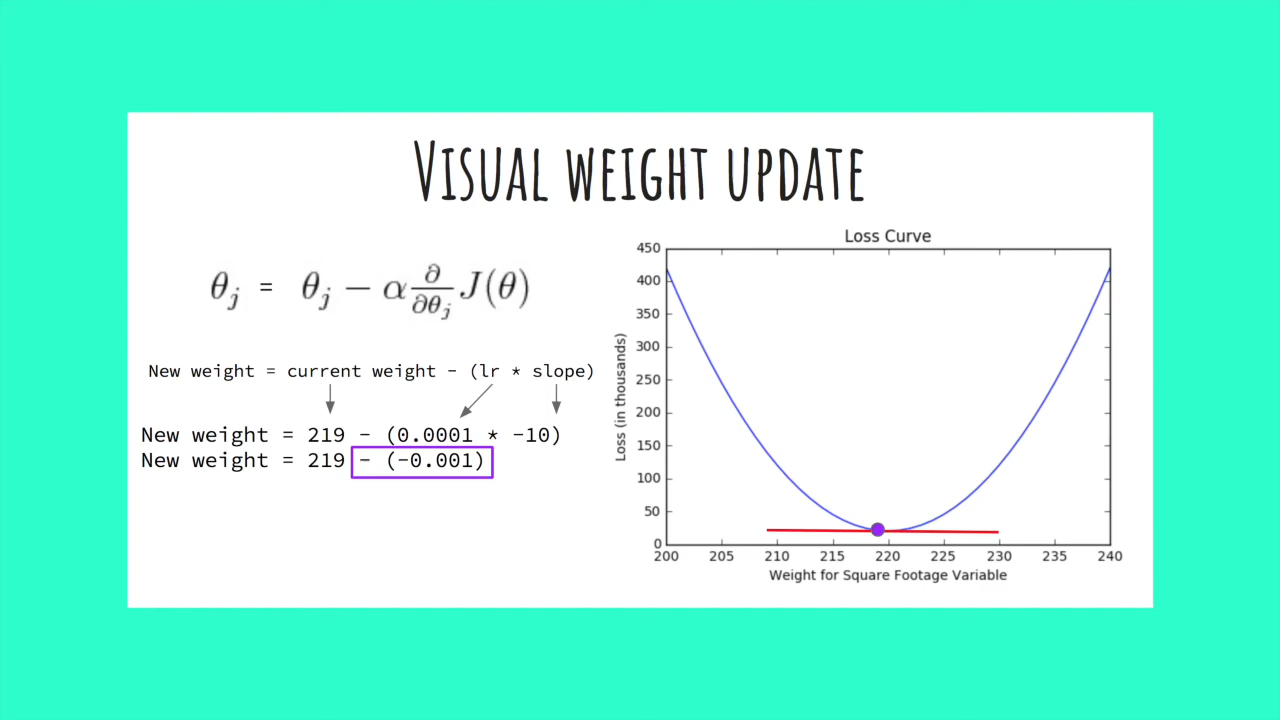 Visual weight update
θj = θj − α ∂/∂θj J(θ)
New weight = current weight - (lr * slope)
New weight = 219 - (0.0001 * -10)
New weight = 219 - (-0.001)
Loss Curve
Loss (in thousands)
450
400
350
300
250
200
150
100
50
0
200 205 210 215 220 225 230 235 240
Weight for Square Footage Variable